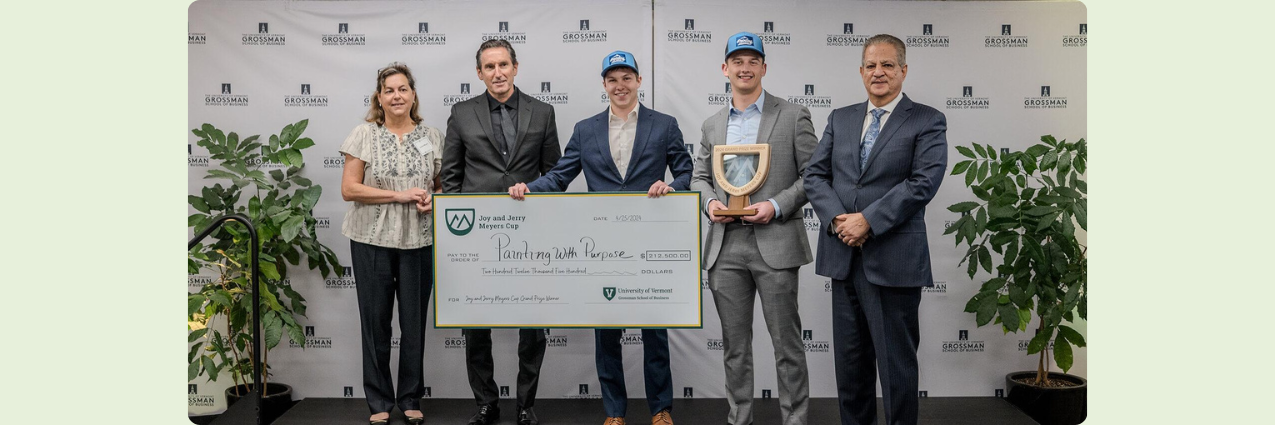 GROSSMAN
SCHOOL OF BUSINESS
Joy and Jerry
Meyers Cup
DATE 4/25/2024
PAY TO THE
ORDER OF
Painting With Purpose
$ 212,500.00
Two Hundred Twelve Thousand Five Hundred
DOLLARS
FOR Joy and Jerry Meyers Cup Grand Prize Winner
University of Vermont
Grossman School of Business